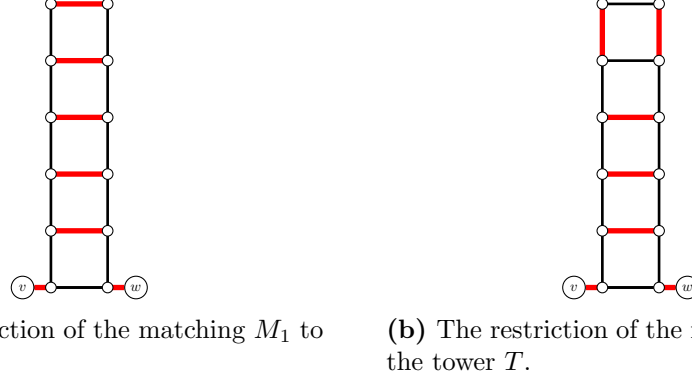 v w v w
ction of the matching M₁ to
(b) The restriction of the
the tower T.